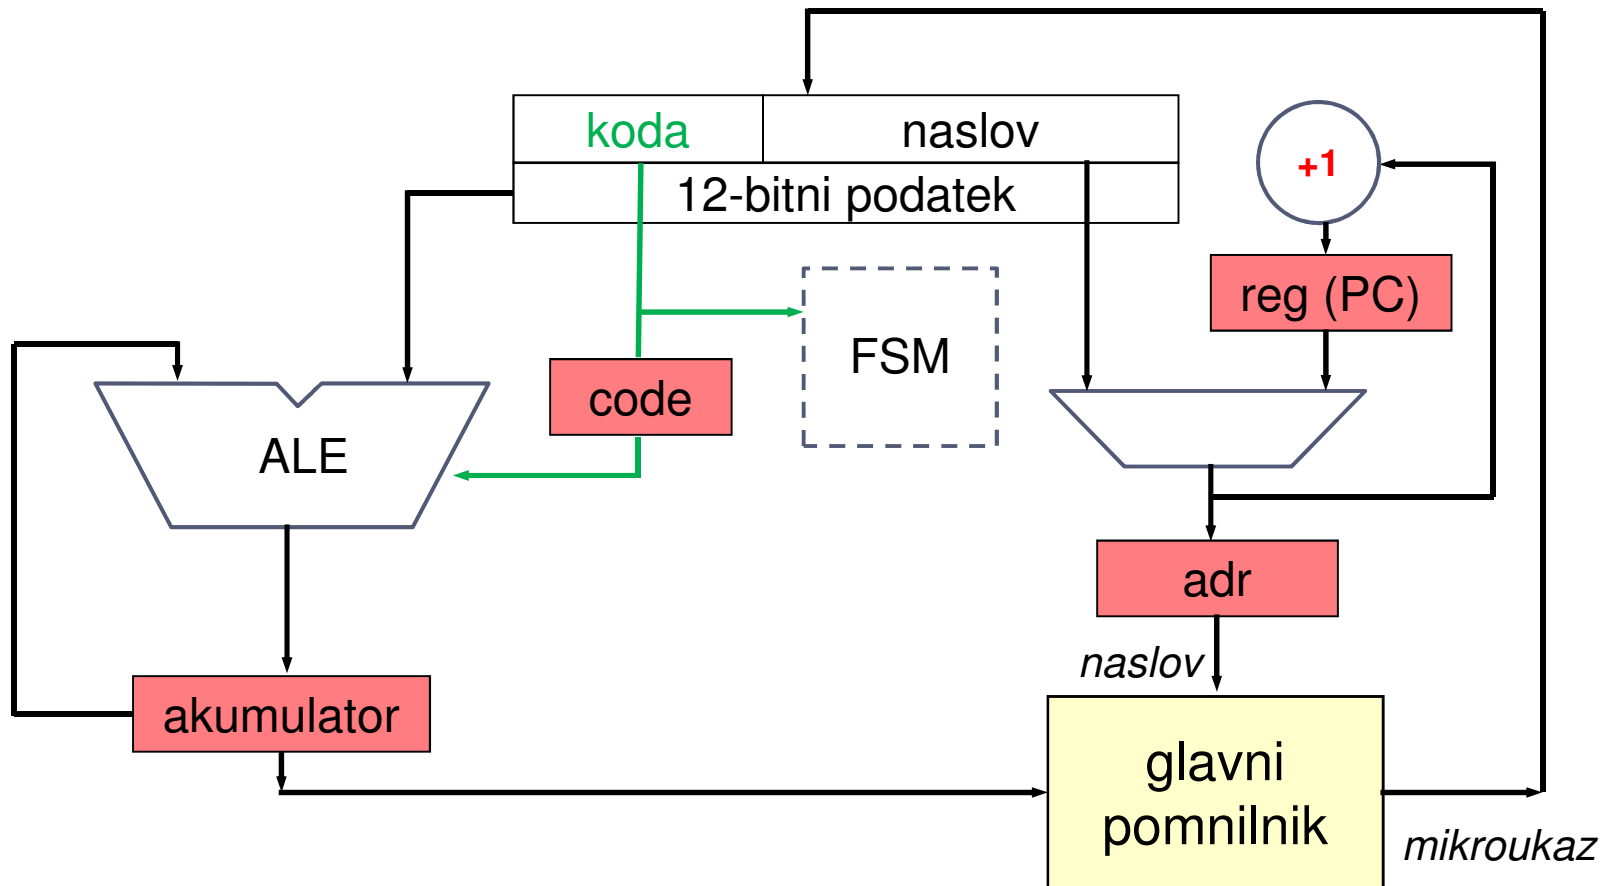 koda
naslov
12-bitni podatek
+1
reg (PC)
FSM
code
ALE
adr
naslov
akumulator
glavni
pomnilnik
mikroukaz